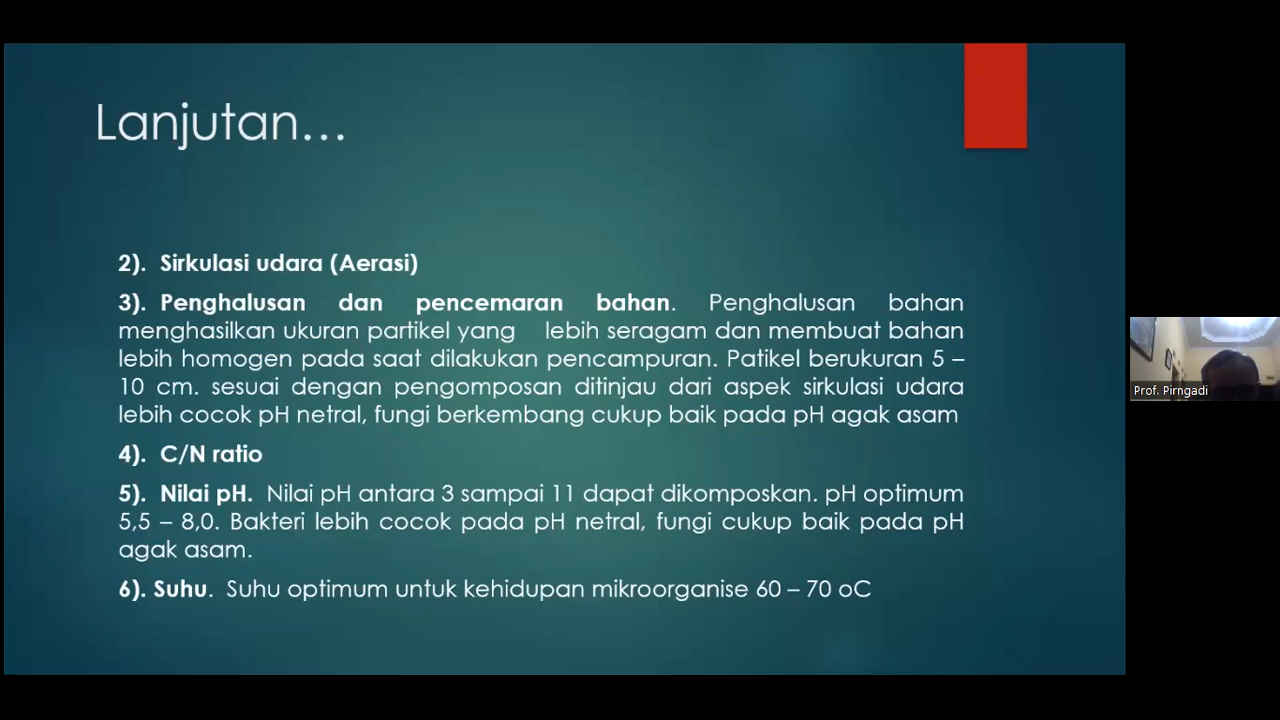 Lanjutan…
2). Sirkulasi udara (Aerasi)
3). Penghalusan dan pencemaran bahan. Penghalusan bahan
menghasilkan ukuran partikel yang lebih seragam dan membuat bahan
lebih homogen pada saat dilakukan pencampuran. Patikel berukuran 5 –
10 cm. sesuai dengan pengomposan ditinjau dari aspek sirkulasi udara
lebih cocok pH netral, fungi berkembang cukup baik pada pH agak asam
4). C/N ratio
5). Nilai pH. Nilai pH antara 3 sampai 11 dapat dikomposkan. pH optimum
5,5 – 8,0. Bakteri lebih cocok pada pH netral, fungi cukup baik pada pH
agak asam.
6). Suhu. Suhu optimum untuk kehidupan mikroorganise 60 – 70 oC
Prof. Pirngadi